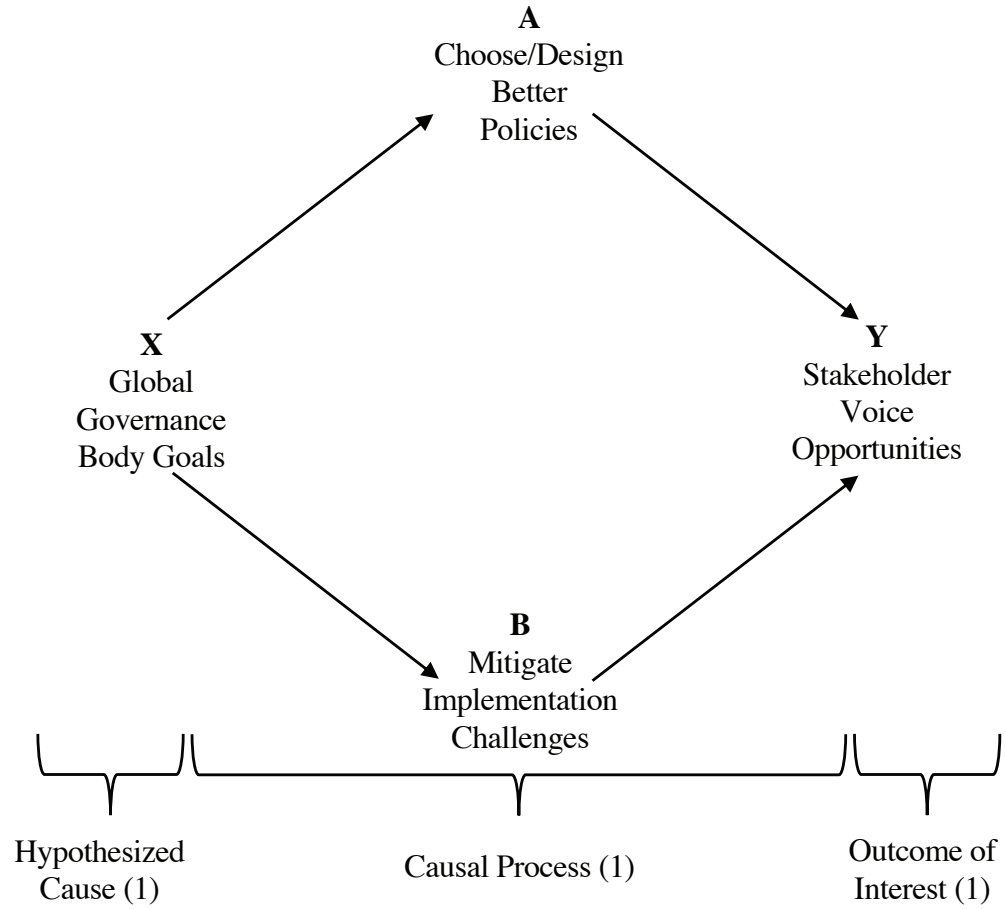 A
Choose/Design
Better
Policies
X
Global
Governance
Body Goals
Y
Stakeholder
Voice
Opportunities
B
Mitigate
Implementation
Challenges
Hypothesized
Cause (1)
Causal Process (1)
Outcome of
Interest (1)